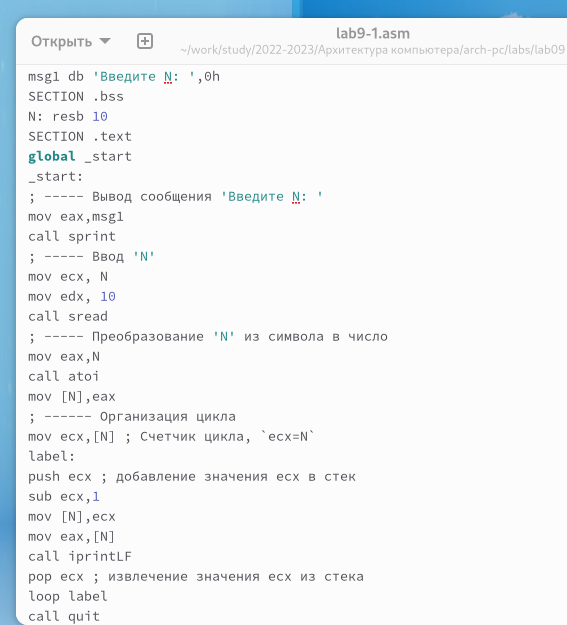 Открыть
lab9-1.asm
~/work/study/2022-2023/Архитектура компьютера/arch-pc/labs/lab09
msg1 db 'Введите N: ',0h
SECTION .bss
N: resb 10
SECTION .text
global _start
_start:
; ----- Вывод сообщения 'Введите N: '
mov eax,msg1
call sprint
; ----- Ввод 'N'
mov ecx, N
mov edx, 10
call sread
; ----- Преобразование 'N' из символа в число
mov eax,N
call atoi
mov [N],eax
; ------ Организация цикла
mov ecx,[N] ; Счетчик цикла, `ecx=N`
label:
push ecx ; добавление значения ecx в стек
sub ecx,1
mov [N],ecx
mov eax,[N]
call iprintLF
pop ecx ; извлечение значения ecx из стека
loop label
call quit